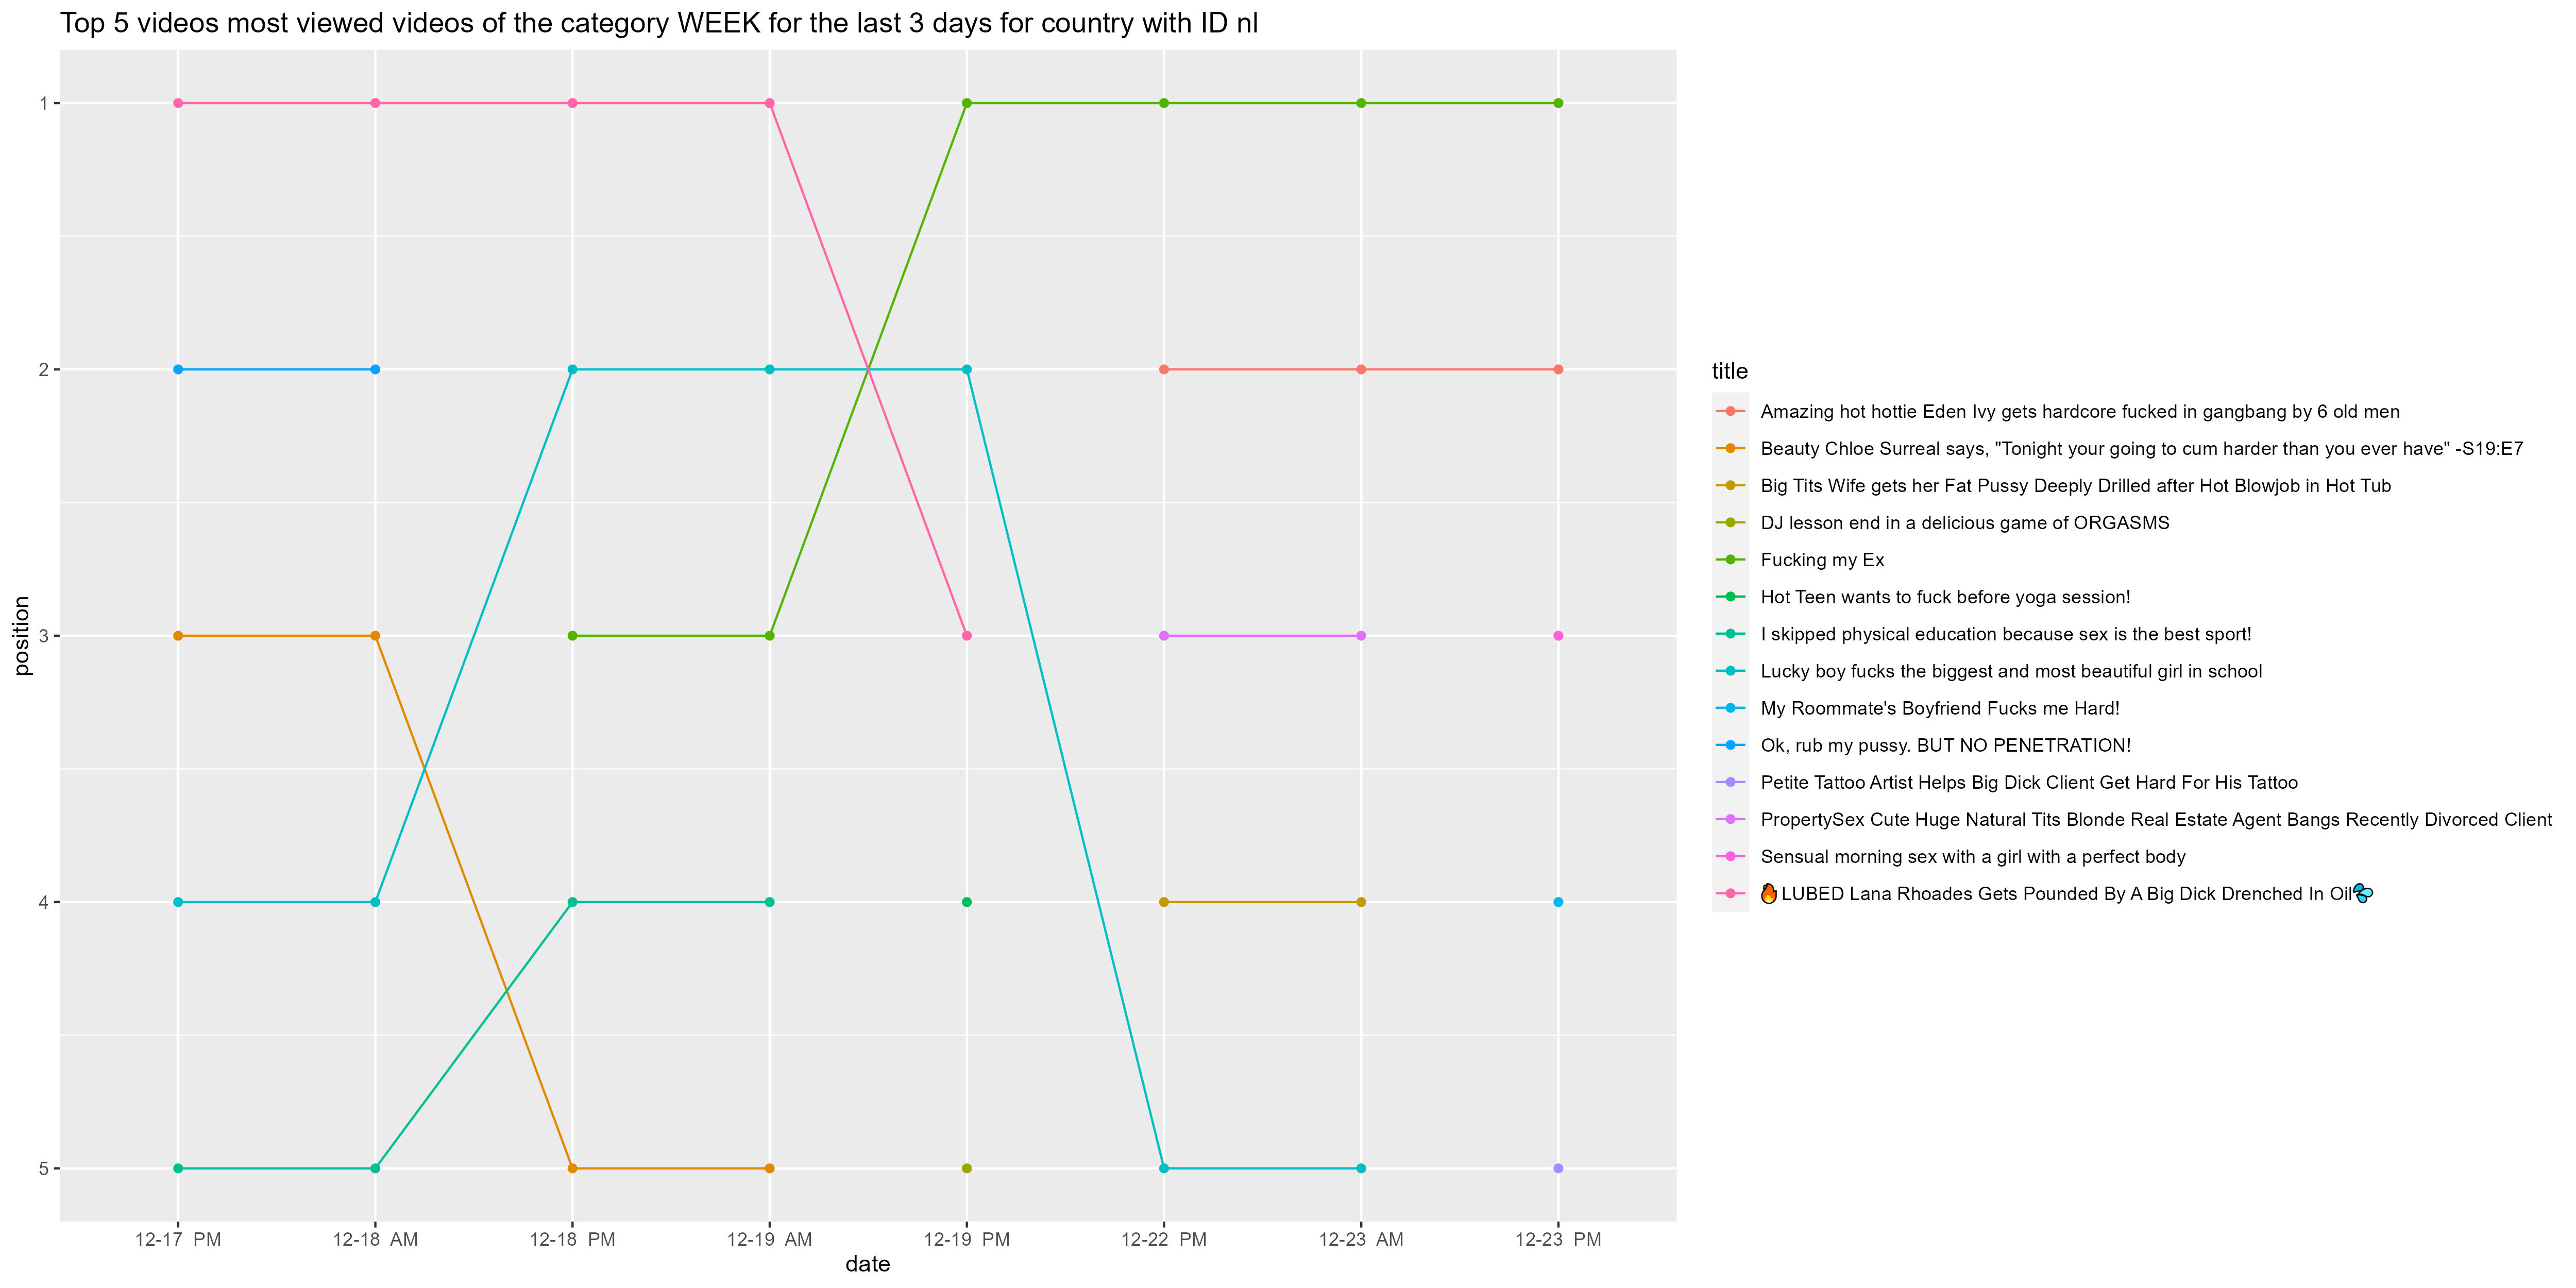 Top 5 videos most viewed videos of the category WEEK for the last 3 days for country with ID nl
position
1
2
3
4
5
12-17 PM
12-18 AM
12-18 PM
12-19 AM
12-19 PM
12-22 PM
12-23 AM
12-23 PM
date
title
Amazing hot hottie Eden Ivy gets hardcore fucked in gangbang by 6 old men
Beauty Chloe Surreal says, "Tonight your going to cum harder than you ever have" -S19:E7
Big Tits Wife gets her Fat Pussy Deeply Drilled after Hot Blowjob in Hot Tub
DJ lesson end in a delicious game of ORGASMS
Fucking my Ex
Hot Teen wants to fuck before yoga session!
I skipped physical education because sex is the best sport!
Lucky boy fucks the biggest and most beautiful girl in school
My Roommate's Boyfriend Fucks me Hard!
Ok, rub my pussy. BUT NO PENETRATION!
Petite Tattoo Artist Helps Big Dick Client Get Hard For His Tattoo
PropertySex Cute Huge Natural Tits Blonde Real Estate Agent Bangs Recently Divorced Client
Sensual morning sex with a girl with a perfect body
🔥LUBED Lana Rhoades Gets Pounded By A Big Dick Drenched In Oil💦